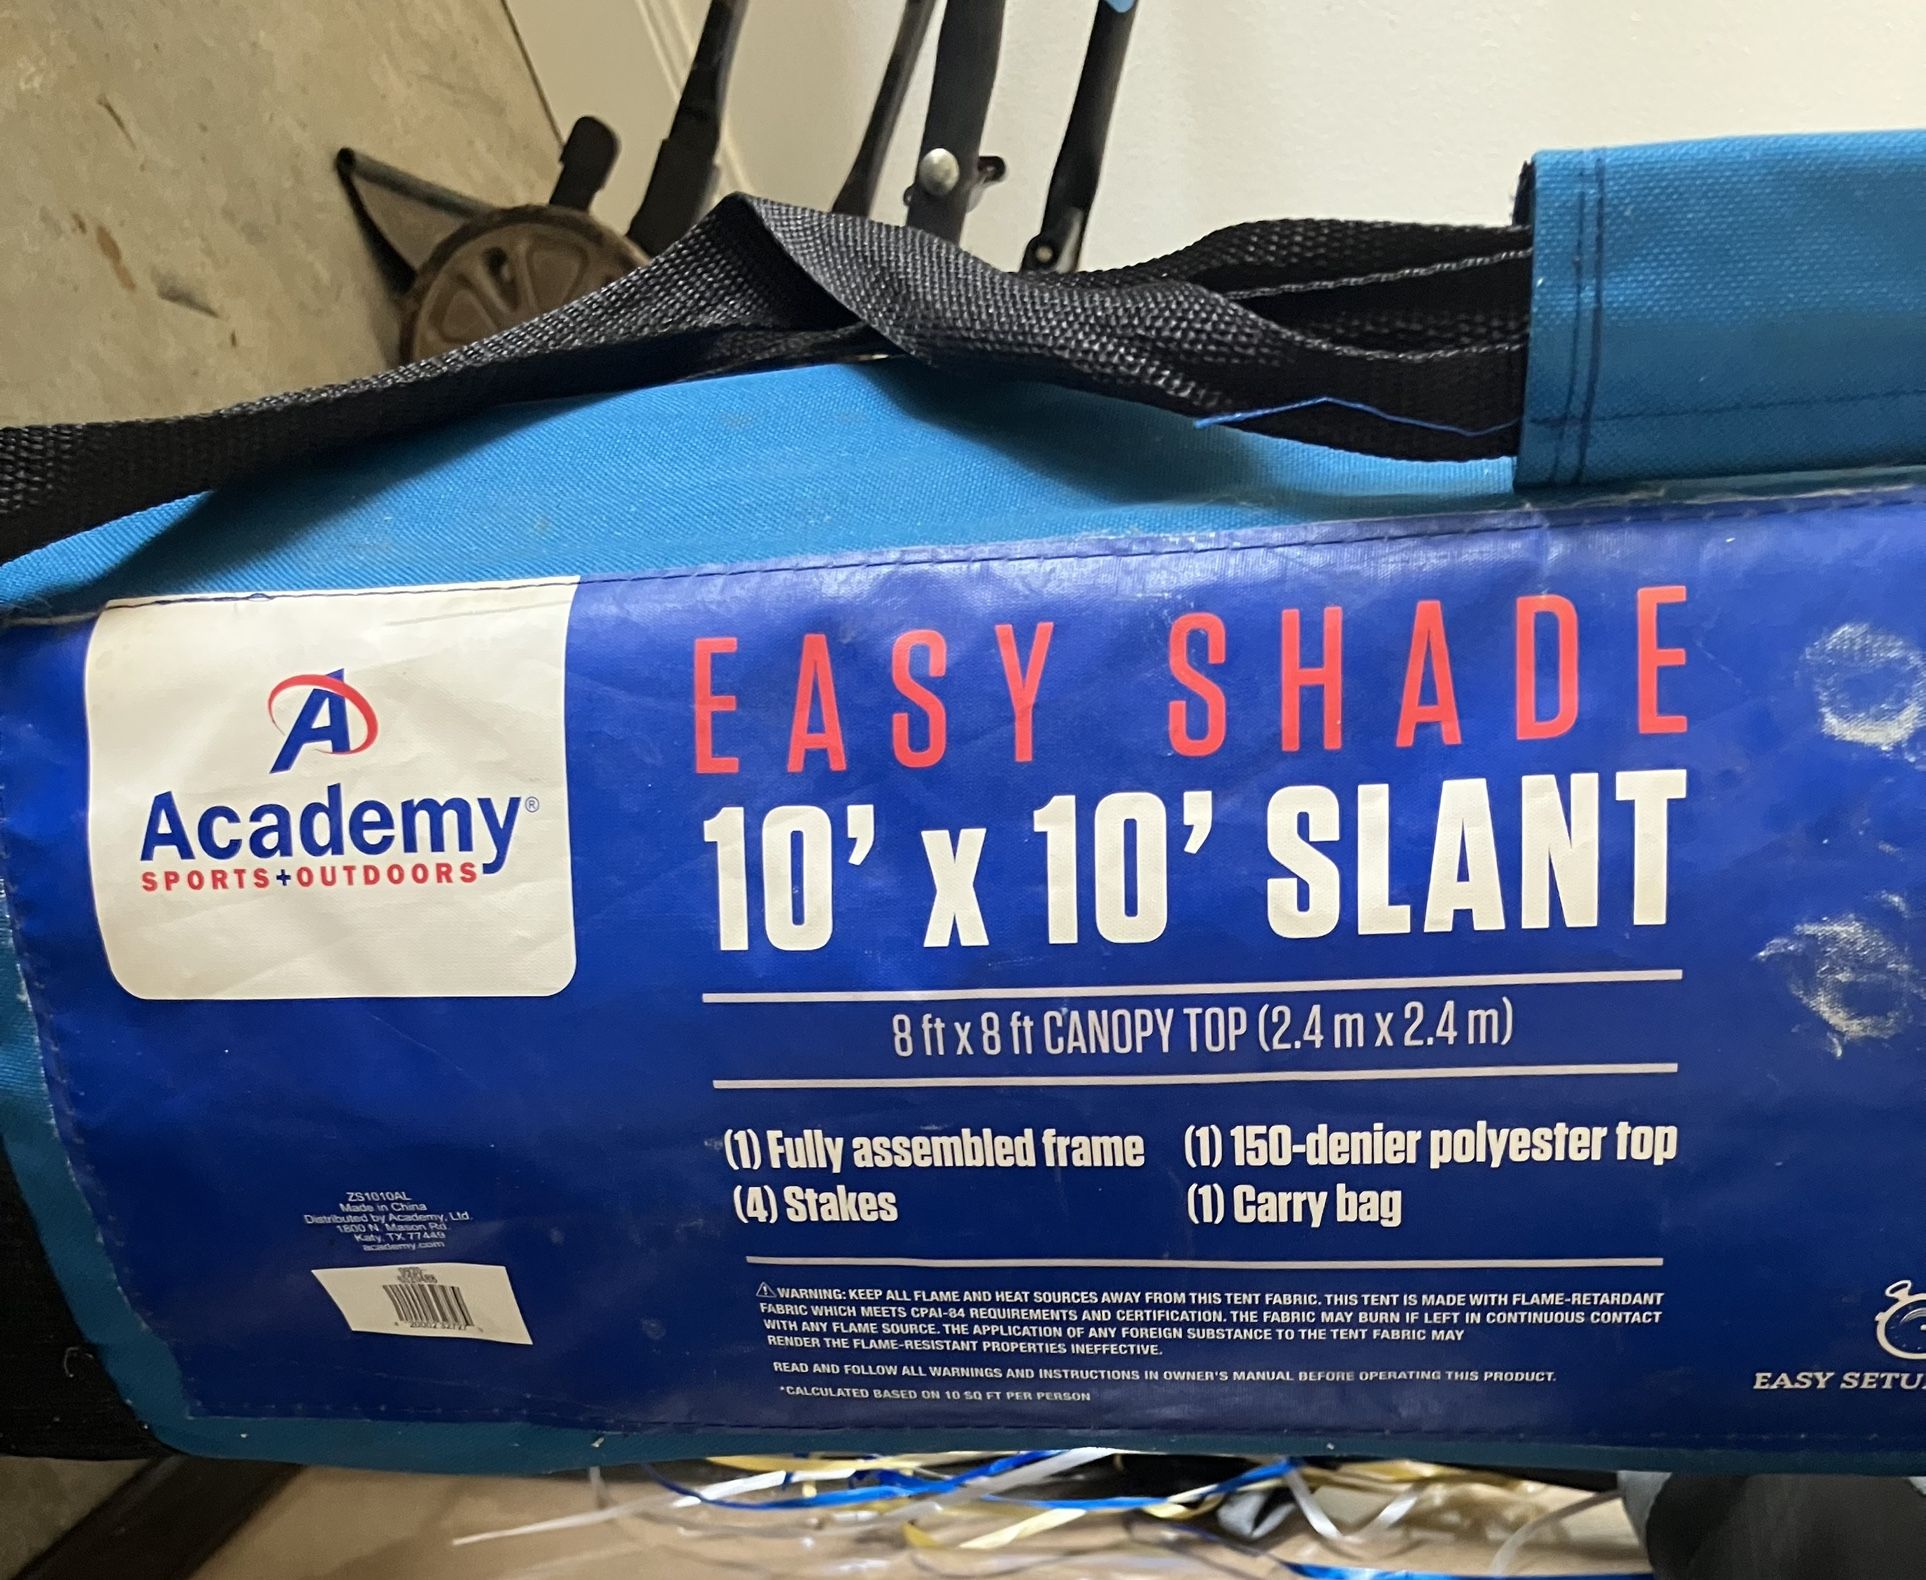 A
Academy®
SPORTS+OUTDOORS
EASY SHADE
10' x 10' SLANT
8 ft x 8 ft CANOPY TOP (2.4 m x 2.4 m)
(1) Fully assembled frame (1) 150-denier polyester top
(4) Stakes (1) Carry bag
ZS1010AL
Made in China
Distributed by Academy, Ltd.
1800 N. Mason Rd.
Katy, TX 77449
academy.com
WARNING: KEEP ALL FLAME AND HEAT SOURCES AWAY FROM THIS TENT FABRIC. THIS TENT IS MADE WITH FLAME-RETARDANT
FABRIC WHICH MEETS CPAI-84 REQUIREMENTS AND CERTIFICATION. THE FABRIC MAY BURN IF LEFT IN CONTINUOUS CONTACT
WITH ANY FLAME SOURCE. THE APPLICATION OF ANY FOREIGN SUBSTANCE TO THE TENT FABRIC MAY
RENDER THE FLAME-RESISTANT PROPERTIES INEFFECTIVE.
READ AND FOLLOW ALL WARNINGS AND INSTRUCTIONS IN OWNER'S MANUAL BEFORE OPERATING THIS PRODUCT.
*CALCULATED BASED ON 10 SQ FT PER PERSON
EASY SETU